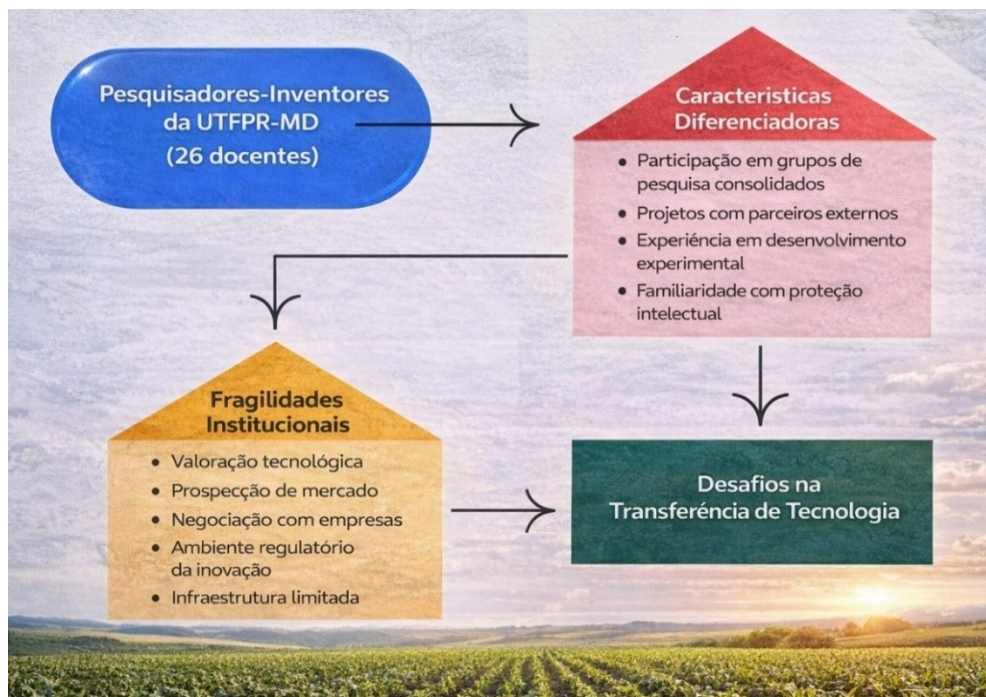 Pesquisadores-Inventores
da UTFPR-MD
(26 docentes)
Caracteristicas
Diferenciadoras
• Participação em grupos de
pesquisa consolidados
• Projetos com parceiros externos
• Experiéncia em desenvolvimento
experimental
• Familiaridade com proteção
intelectual
Fragilidades
Institucionais
• Valoração tecnológica
• Prospecção de mercado
• Negociação com empresas
• Ambiente regulatório
da inovação
• Infraestrutura limitada
Desafios na
Transferéncia de Tecnologia